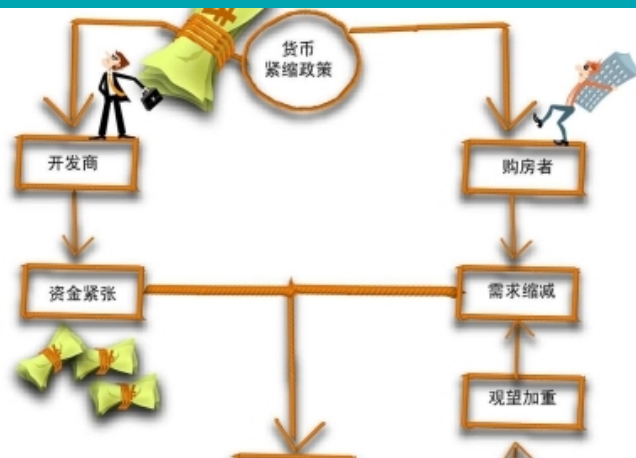 货币
紧缩政策
开发商
购房者
资金紧张
需求缩减
观望加重